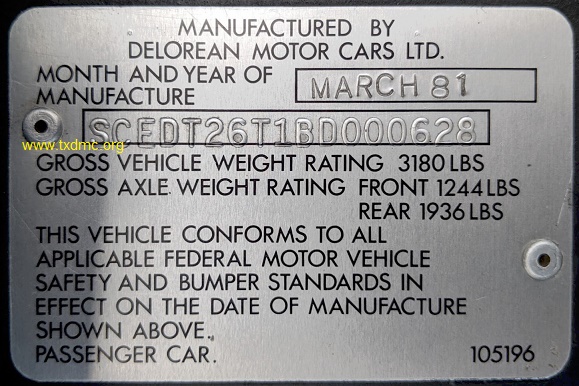 MANUFACTURED BY
DELOREAN MOTOR CARS LTD.
MONTH AND YEAR OF
MANUFACTURE MARCH 81
SCEDT26T1BD000628
www.txdmc.org
GROSS VEHICLE WEIGHT RATING 3180 LBS
GROSS AXLE WEIGHT RATING FRONT 1244 LBS
REAR 1936 LBS
THIS VEHICLE CONFORMS TO ALL
APPLICABLE FEDERAL MOTOR VEHICLE
SAFETY AND BUMPER STANDARDS IN
EFFECT ON THE DATE OF MANUFACTURE
SHOWN ABOVE.
PASSENGER CAR. 105196